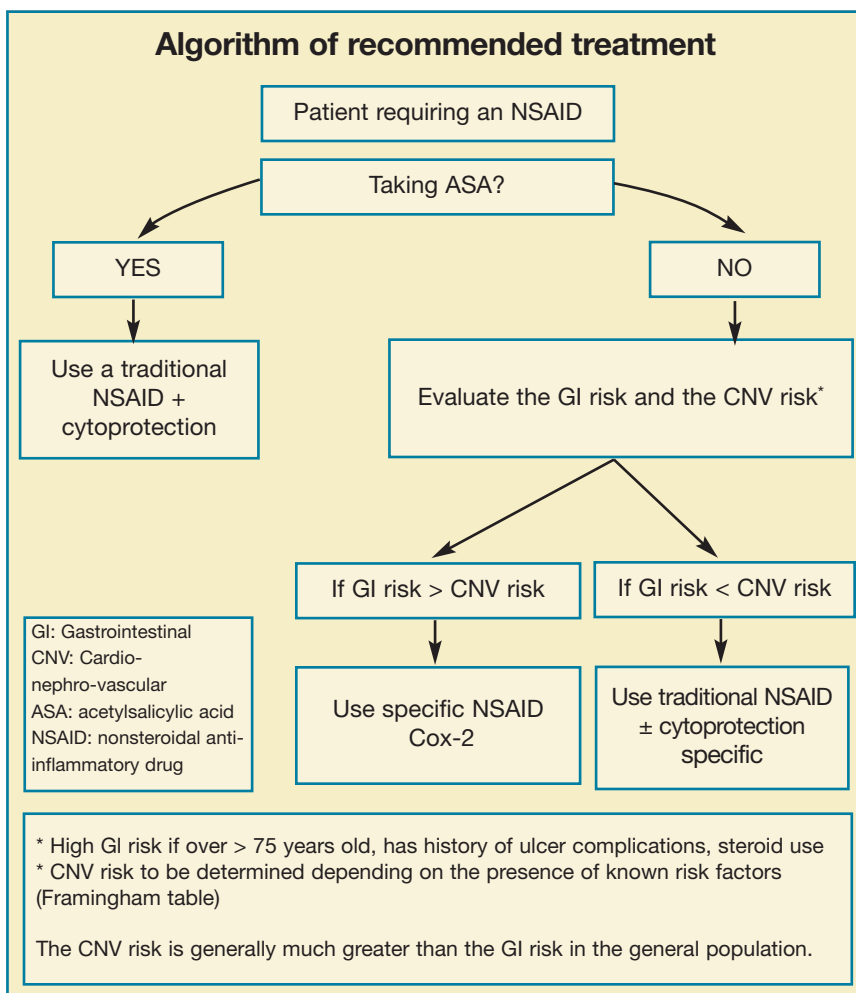 Algorithm of recommended treatment
Patient requiring an NSAID
Taking ASA?
YES
NO
Use a traditional
NSAID +
cytoprotection
Evaluate the GI risk and the CNV risk*
If GI risk > CNV risk
If GI risk < CNV risk
GI: Gastrointestinal
CNV: Cardio-
nephro-vascular
ASA: acetylsalicylic acid
NSAID: nonsteroidal anti-
inflammatory drug
Use specific NSAID
Cox-2
Use traditional NSAID
± cytoprotection
specific
* High GI risk if over > 75 years old, has history of ulcer complications, steroid use
* CNV risk to be determined depending on the presence of known risk factors
(Framingham table)
The CNV risk is generally much greater than the GI risk in the general population.